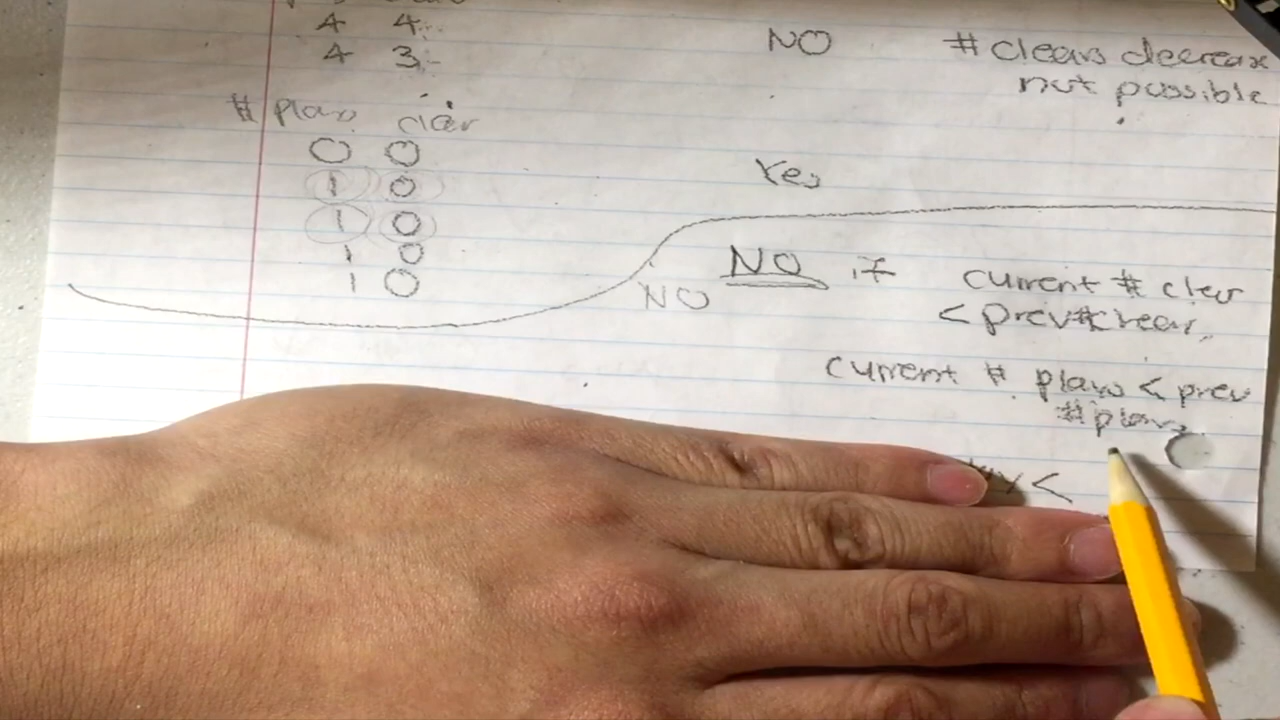 4 4
4 3
NO # clears decrease
not possible
# plays clear
0 0
1 0
1 0
1 0
1 0
Yes
NO
NO if current # clear
< prev # clear
current # plays < prev
# plays
<